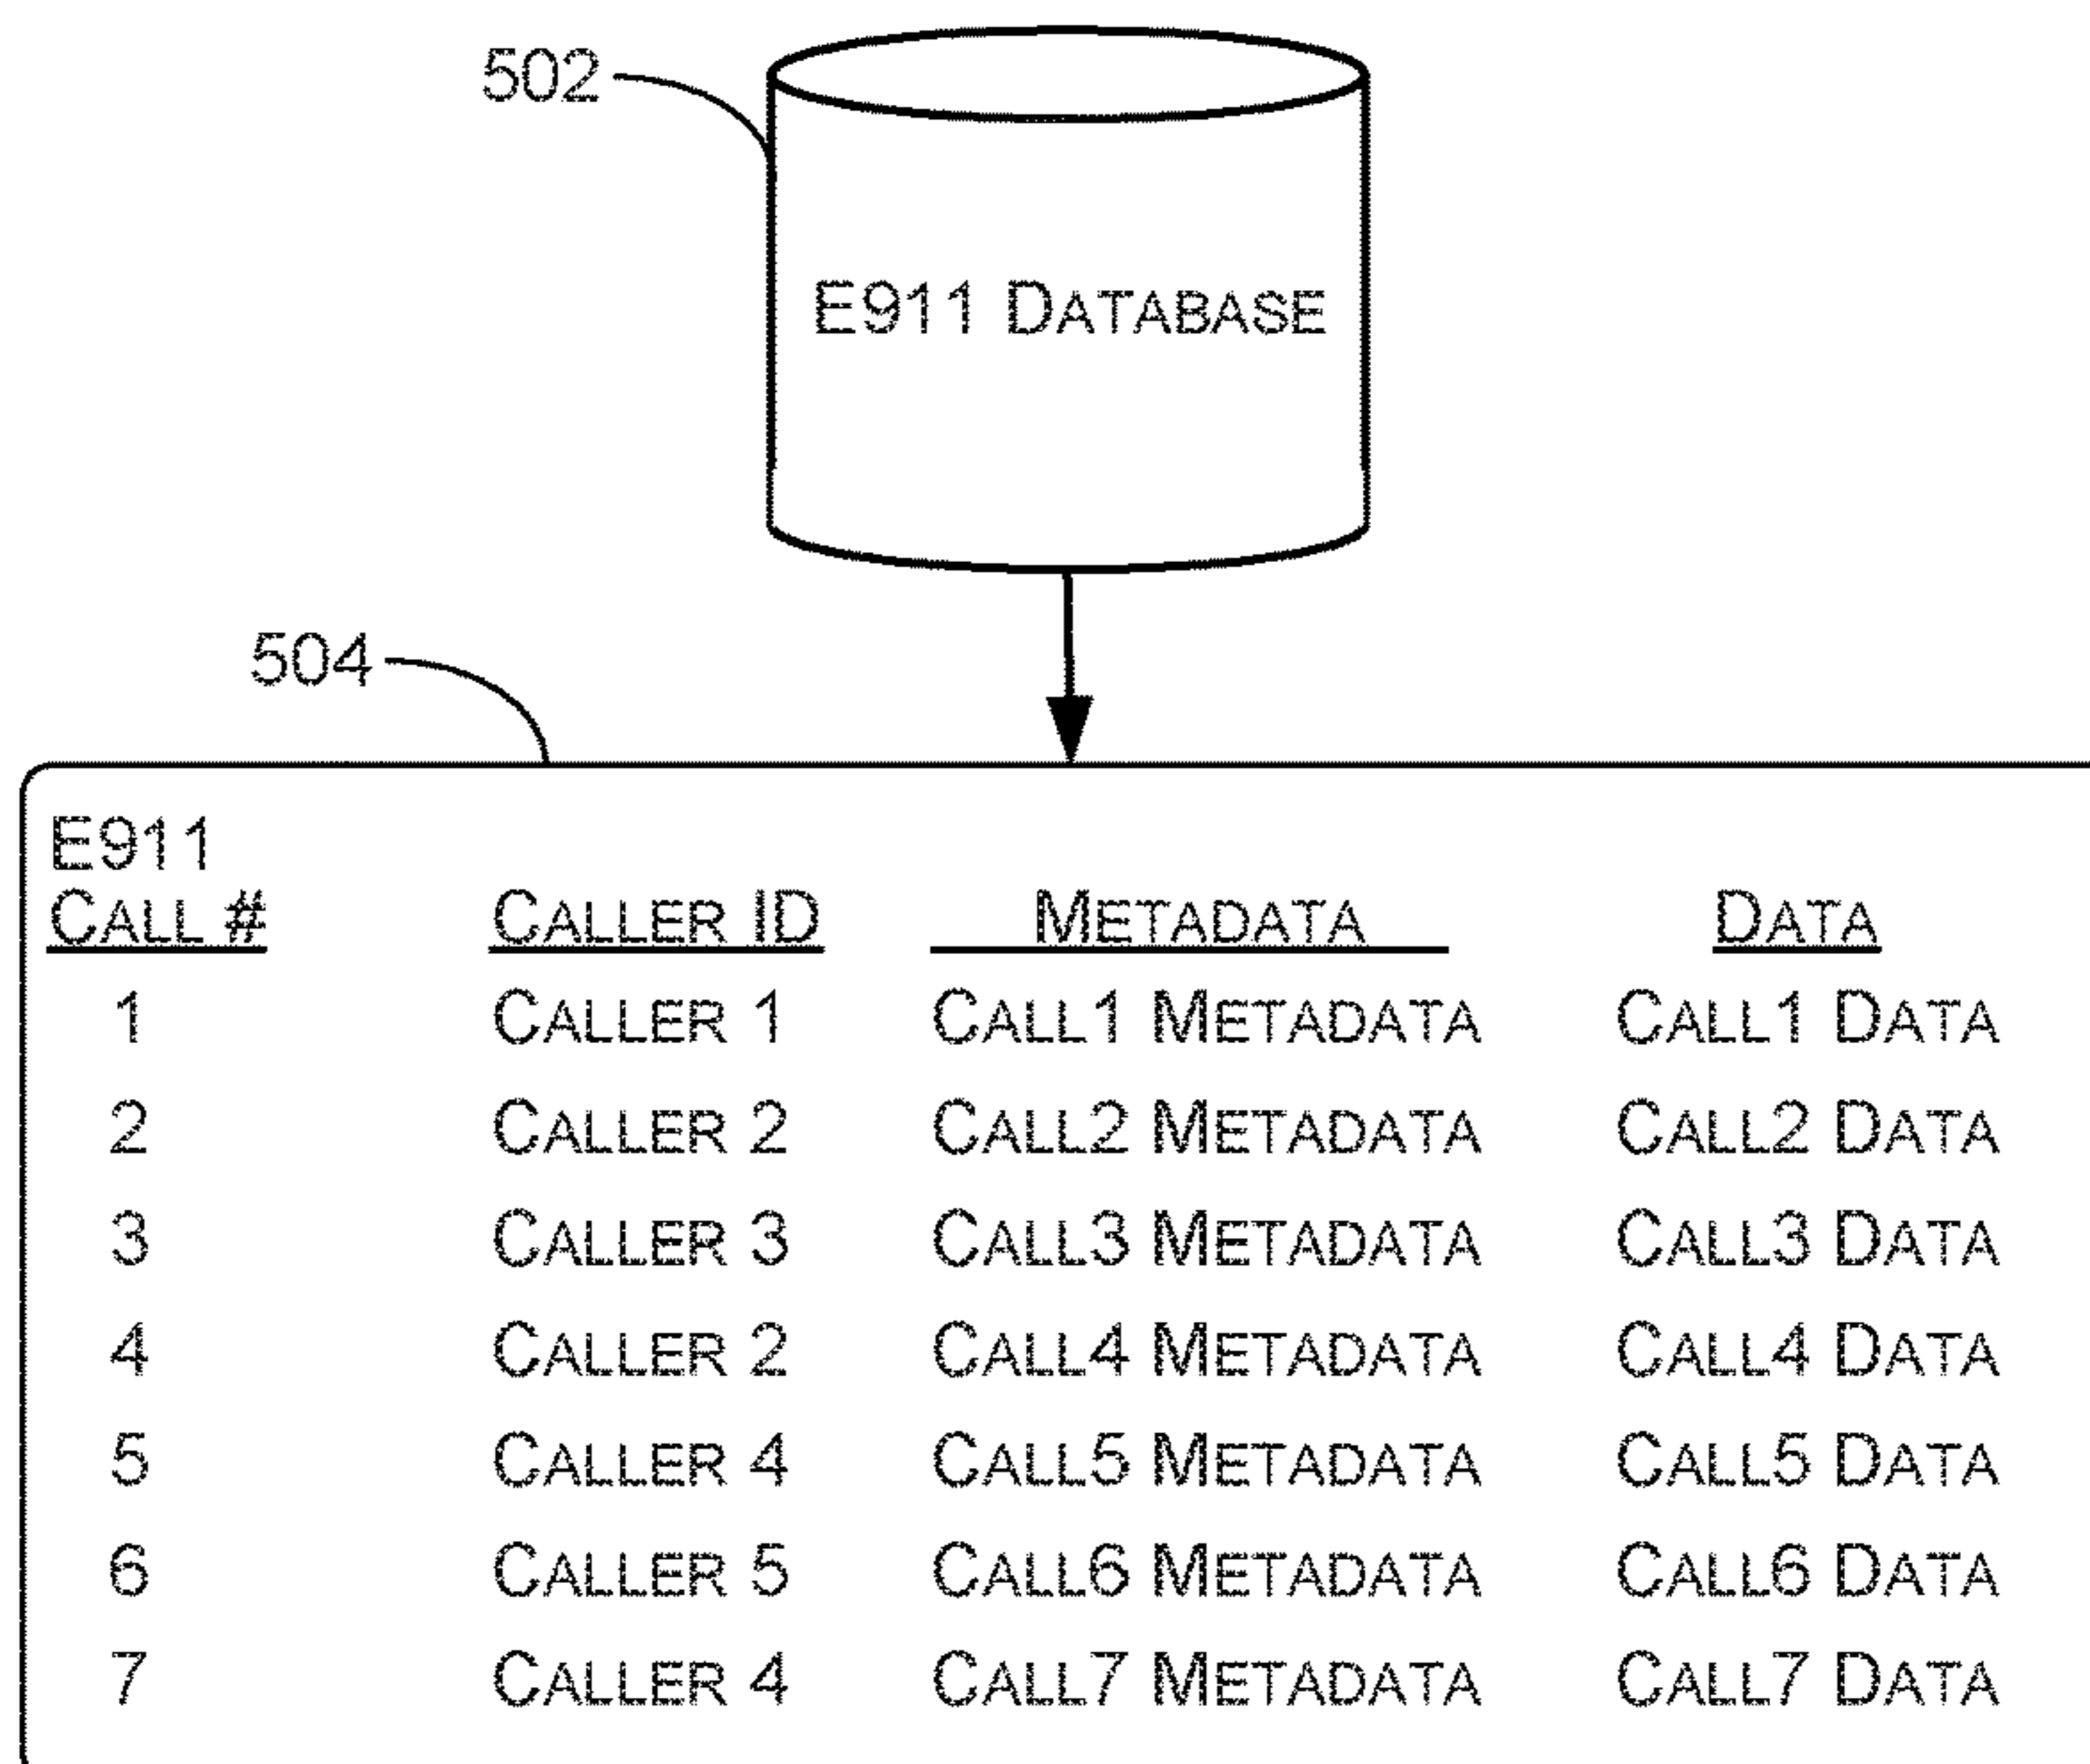 502
E911 DATABASE
504
E911
CALL # CALLER ID METADATA DATA
1 CALLER 1 CALL1 METADATA CALL1 DATA
2 CALLER 2 CALL2 METADATA CALL2 DATA
3 CALLER 3 CALL3 METADATA CALL3 DATA
4 CALLER 2 CALL4 METADATA CALL4 DATA
5 CALLER 4 CALL5 METADATA CALL5 DATA
6 CALLER 5 CALL6 METADATA CALL6 DATA
7 CALLER 4 CALL7 METADATA CALL7 DATA